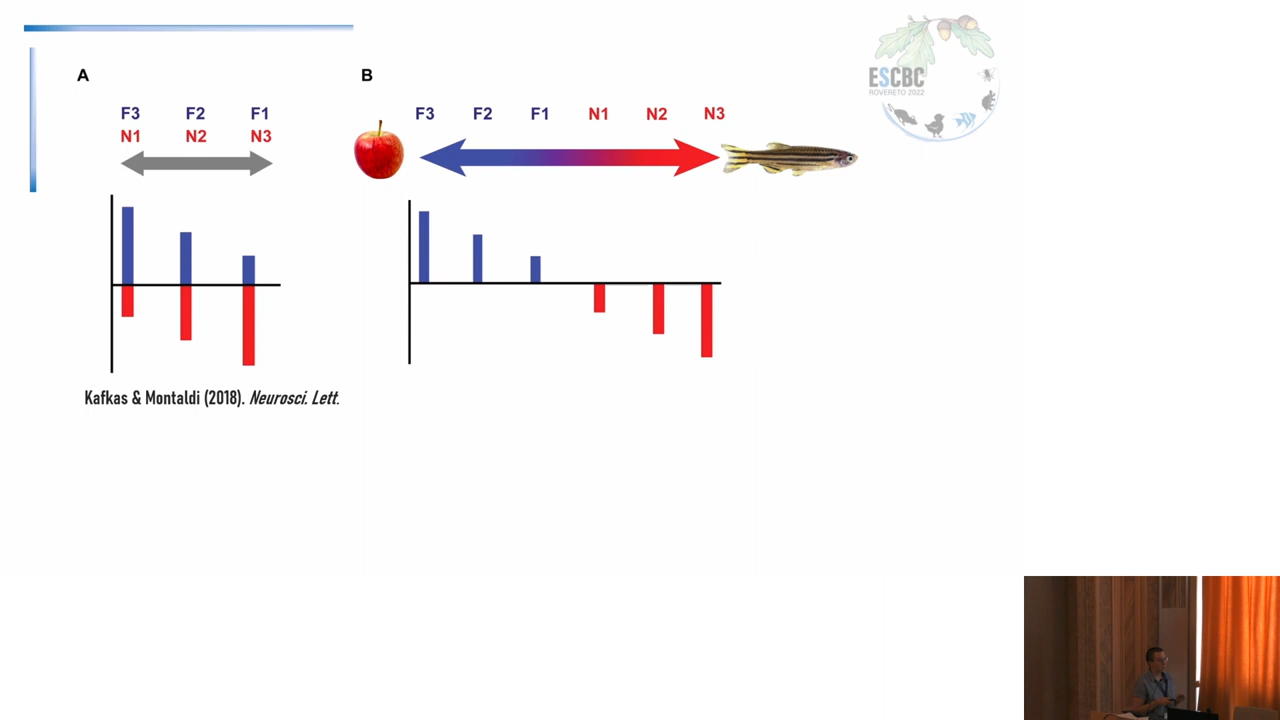 A
F3 F2 F1
N1 N2 N3
Kafkas & Montaldi (2018). Neurosci. Lett.
B
F3 F2 F1 N1 N2 N3
ESCBC
ROVERETO 2022